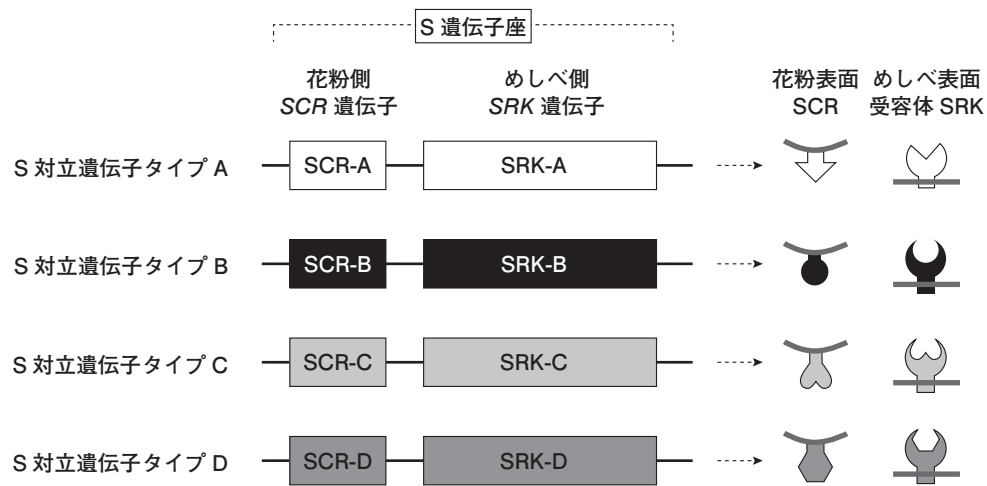 S 遺伝子座
花粉側
SCR 遺伝子
めしべ側
SRK 遺伝子
花粉表面
SCR
めしべ表面
受容体 SRK
S 対立遺伝子タイプ A
SCR-A
SRK-A
S 対立遺伝子タイプ B
SCR-B
SRK-B
S 対立遺伝子タイプ C
SCR-C
SRK-C
S 対立遺伝子タイプ D
SCR-D
SRK-D